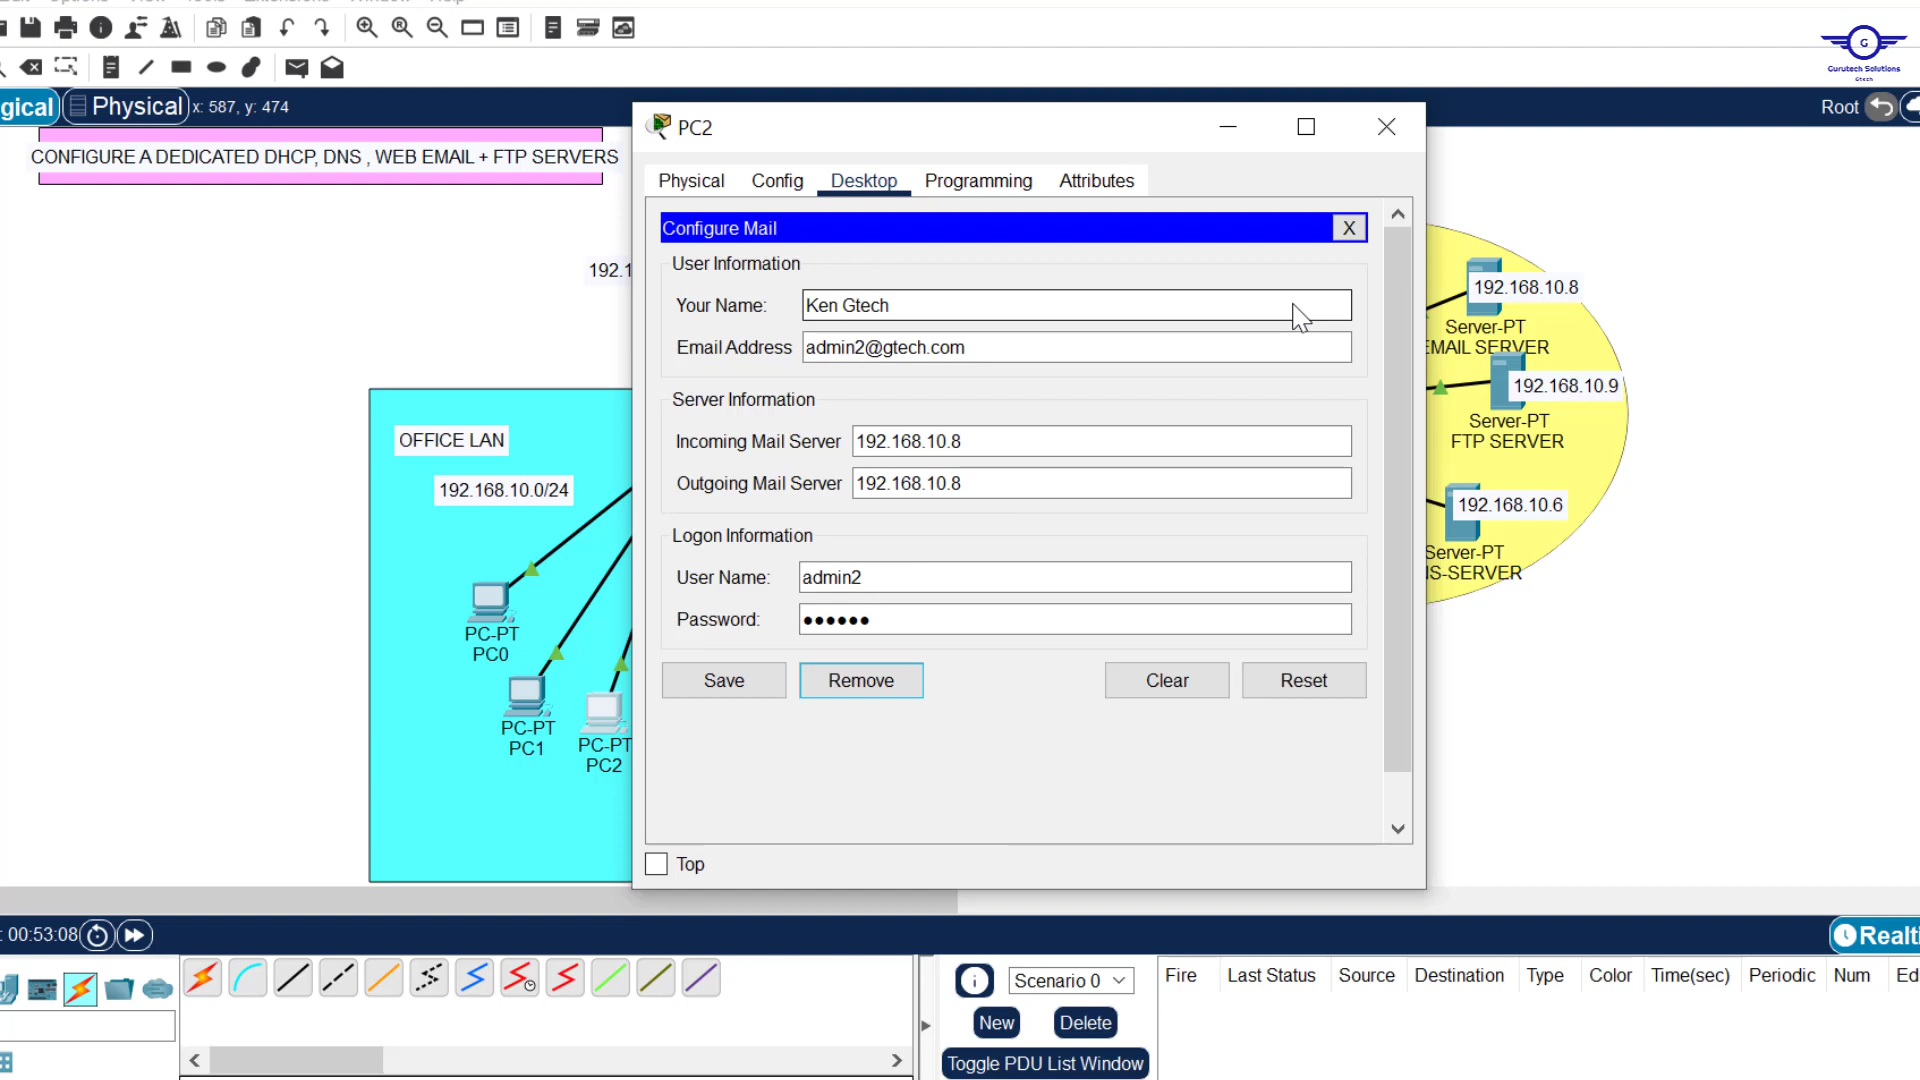 Gurutech Solutions
Gtech
gical
Physical
x: 587, y: 474
Root
CONFIGURE A DEDICATED DHCP, DNS , WEB EMAIL + FTP SERVERS
192.1
PC2
Physical Config Desktop Programming Attributes
Configure Mail
X
User Information
Your Name: Ken Gtech
Email Address admin2@gtech.com
Server Information
Incoming Mail Server 192.168.10.8
Outgoing Mail Server 192.168.10.8
Logon Information
User Name: admin2
Password: ●●●●●●
Save Remove Clear Reset
Top
OFFICE LAN
192.168.10.0/24
PC-PT
PC0
PC-PT
PC1
PC-PT
PC2
192.168.10.8
Server-PT
EMAIL SERVER
192.168.10.9
Server-PT
FTP SERVER
192.168.10.6
Server-PT
NS-SERVER
: 00:53:08
Realti
Scenario 0
New Delete
Toggle PDU List Window
Fire Last Status Source Destination Type Color Time(sec) Periodic Num Ed